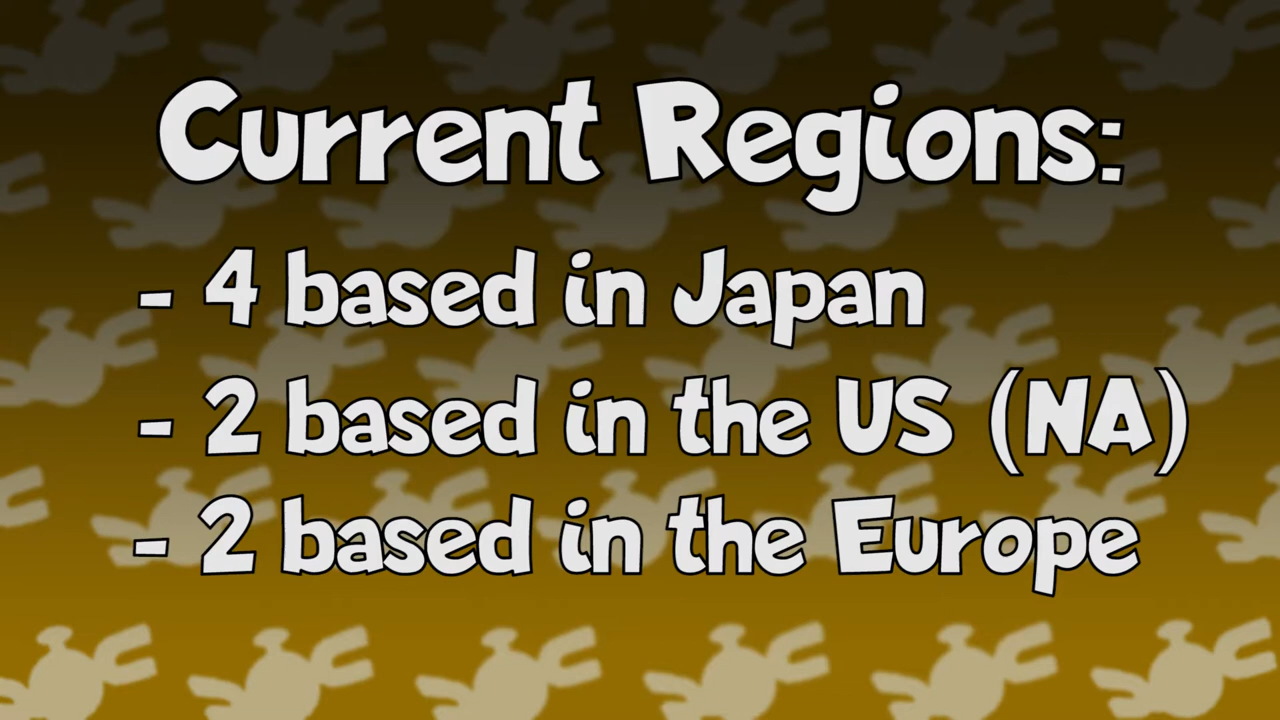 Current Regions:
- 4 based in Japan
- 2 based in the US (NA)
- 2 based in the Europe